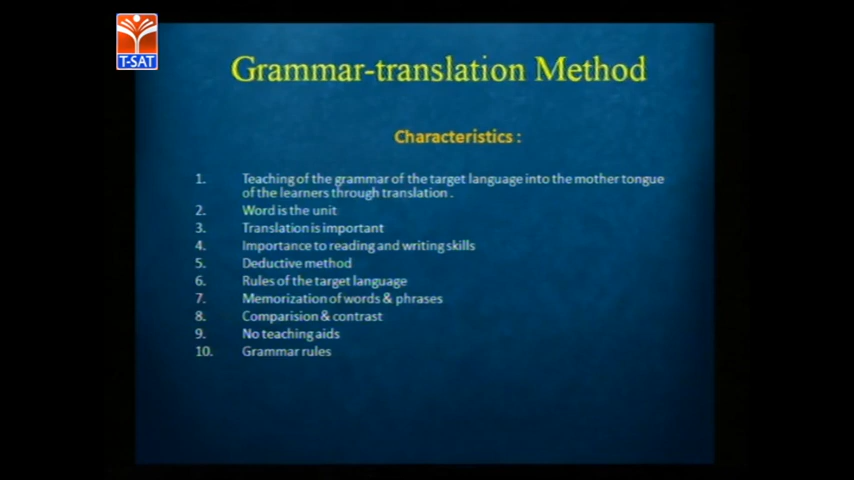 T-SAT
Grammar-translation Method
Characteristics :
1. Teaching of the grammar of the target language into the mother tongue
of the learners through translation .
2. Word is the unit
3. Translation is important
4. Importance to reading and writing skills
5. Deductive method
6. Rules of the target language
7. Memorization of words & phrases
8. Comparision & contrast
9. No teaching aids
10. Grammar rules